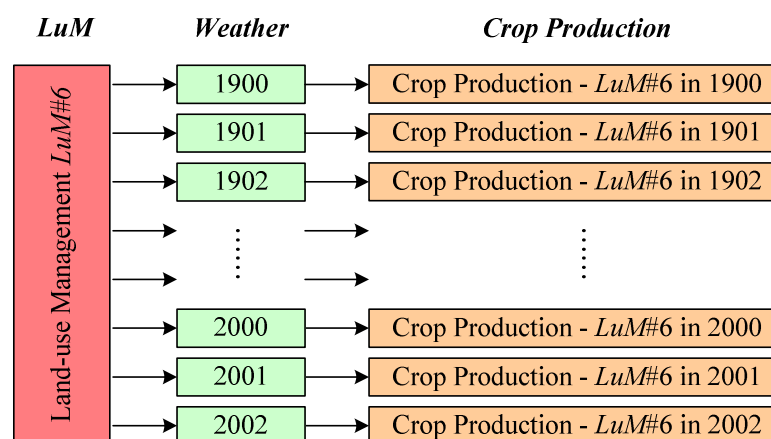 LuM Weather Crop Production
Land-use Management LuM#6
1900 Crop Production - LuM#6 in 1900
1901 Crop Production - LuM#6 in 1901
1902 Crop Production - LuM#6 in 1902
2000 Crop Production - LuM#6 in 2000
2001 Crop Production - LuM#6 in 2001
2002 Crop Production - LuM#6 in 2002